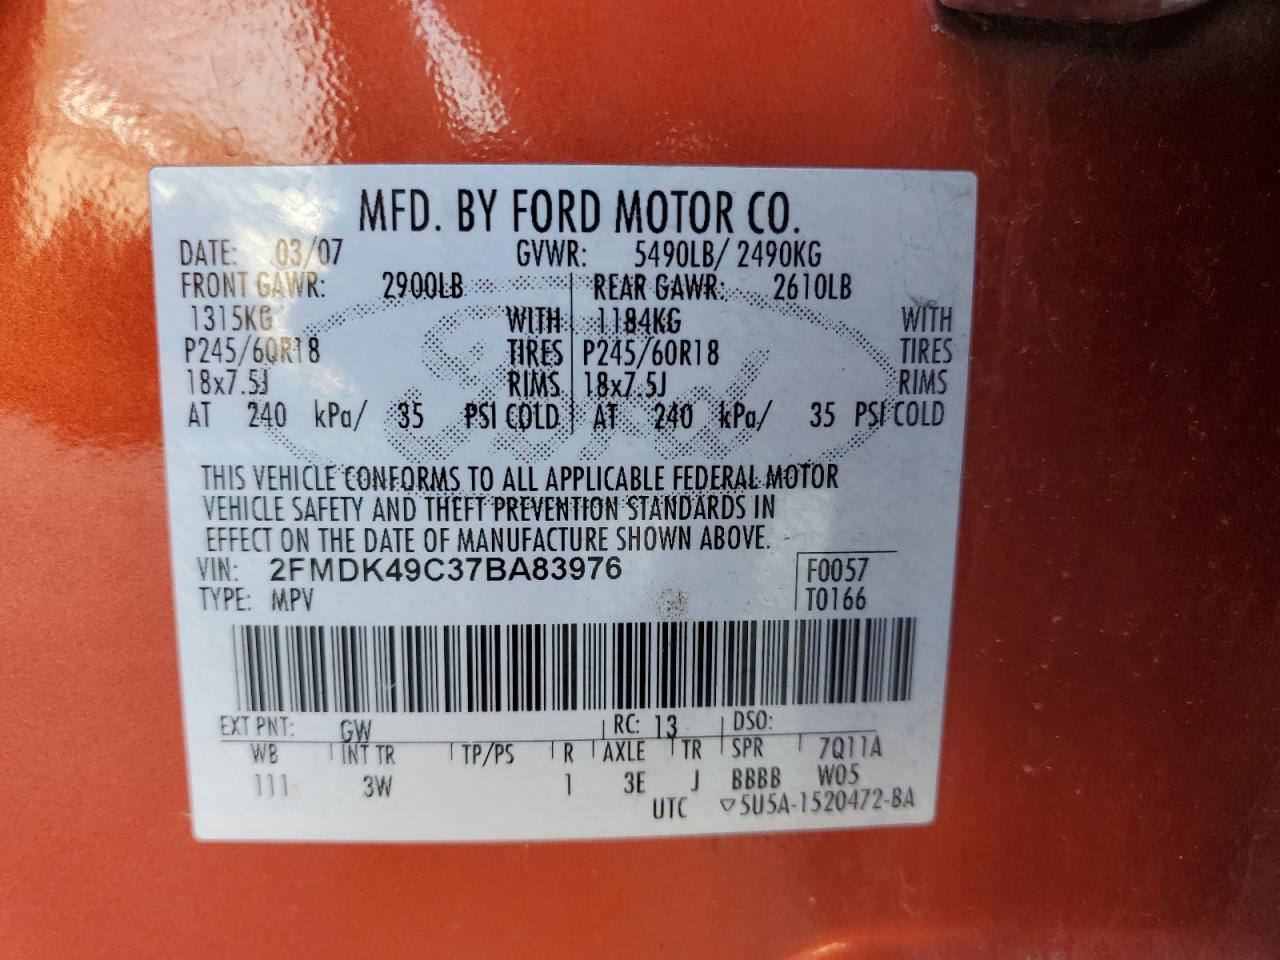 MFD. BY FORD MOTOR CO.
DATE: 03/07 GVWR: 5490LB/ 2490KG
FRONT GAWR: 2900LB REAR GAWR: 2610LB
1315KG WITH 1184KG WITH
P245/60R18 TIRES P245/60R18 TIRES
18x7.5J RIMS 18x7.5J RIMS
AT 240 kPa/ 35 PSI COLD AT 240 kPa/ 35 PSI COLD
Ford
THIS VEHICLE CONFORMS TO ALL APPLICABLE FEDERAL MOTOR
VEHICLE SAFETY AND THEFT PREVENTION STANDARDS IN
EFFECT ON THE DATE OF MANUFACTURE SHOWN ABOVE.
VIN: 2FMDK49C37BA83976 F0057
TYPE: MPV T0166
EXT PNT: GW RC: 13 DSO:
WB INT TR TP/PS R AXLE TR SPR 7Q11A
111 3W 1 3E J BBBB W05
UTC ▽5U5A-1520472-BA